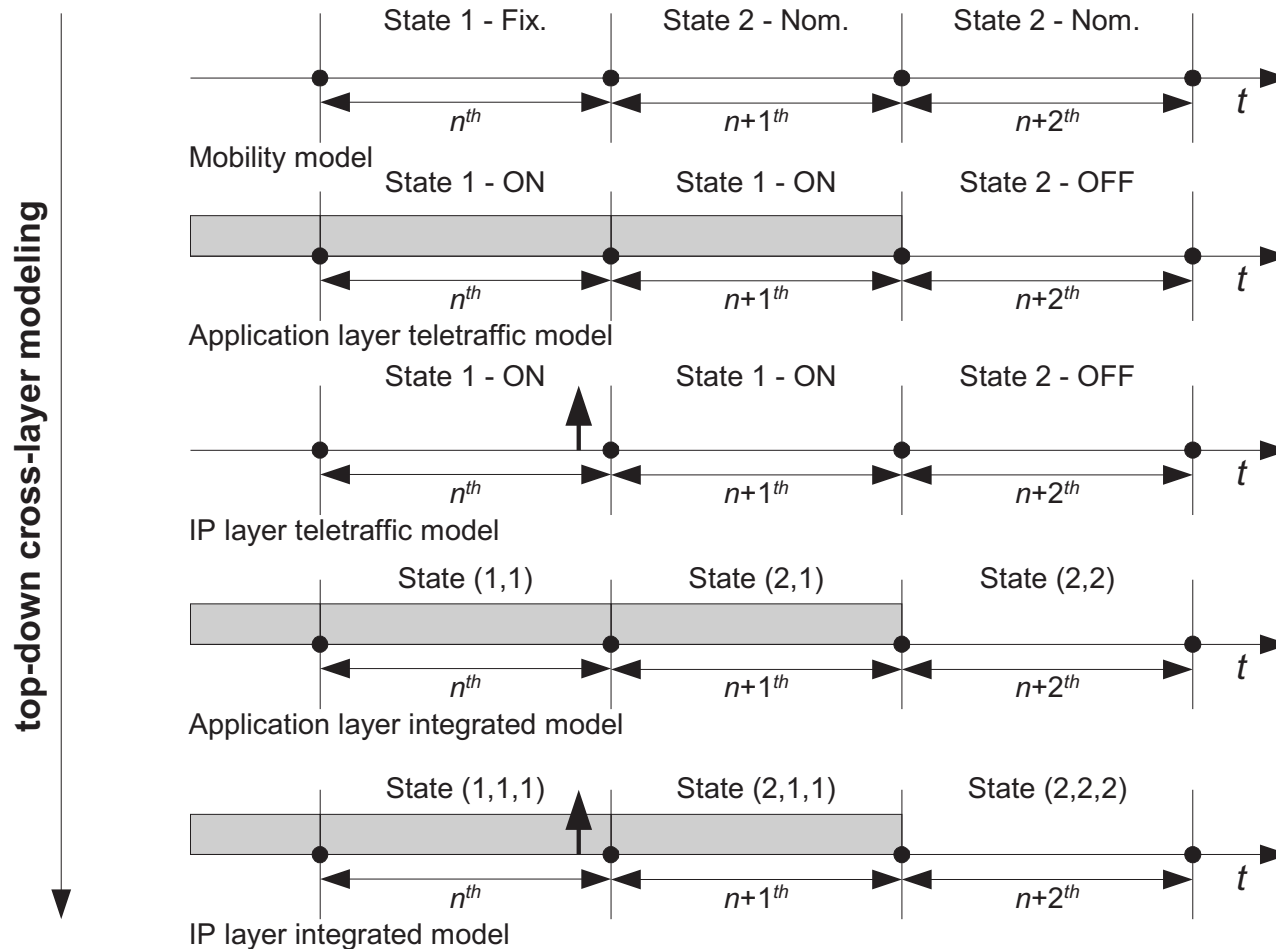 top-down cross-layer modeling
State 1 - Fix. State 2 - Nom. State 2 - Nom.
t
nth n+1th n+2th
Mobility model
State 1 - ON State 1 - ON State 2 - OFF
t
nth n+1th n+2th
Application layer teletraffic model
State 1 - ON State 1 - ON State 2 - OFF
t
nth n+1th n+2th
IP layer teletraffic model
State (1,1) State (2,1) State (2,2)
t
nth n+1th n+2th
Application layer integrated model
State (1,1,1) State (2,1,1) State (2,2,2)
t
nth n+1th n+2th
IP layer integrated model